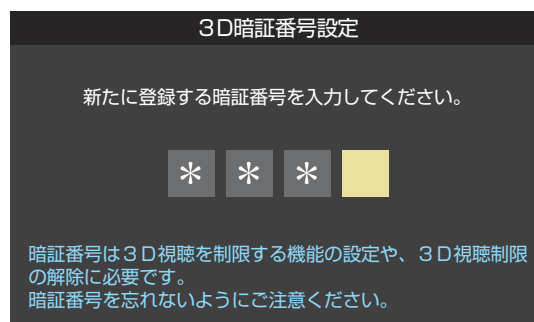 ３D暗証番号設定
新たに登録する暗証番号を入力してください。
＊ ＊ ＊
暗証番号は３D視聴を制限する機能の設定や、３D視聴制限
の解除に必要です。
暗証番号を忘れないようにご注意ください。